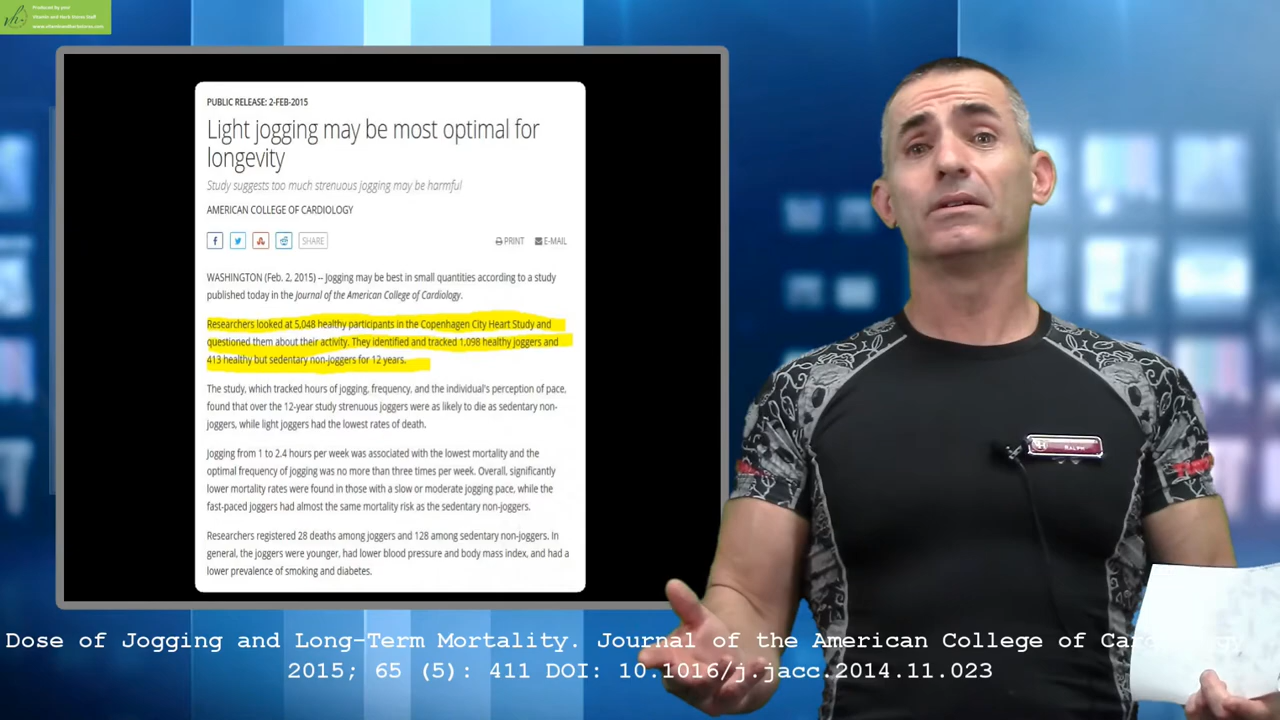 Produced by your
Vitamin and Herb Stores Staff
www.vitaminandherbstores.com
PUBLIC RELEASE: 2-FEB-2015
Light jogging may be most optimal for
longevity
Study suggests too much strenuous jogging may be harmful
AMERICAN COLLEGE OF CARDIOLOGY
SHARE
PRINT
E-MAIL
WASHINGTON (Feb. 2, 2015) -- Jogging may be best in small quantities according to a study
published today in the Journal of the American College of Cardiology.
Researchers looked at 5,048 healthy participants in the Copenhagen City Heart Study and
questioned them about their activity. They identified and tracked 1,098 healthy joggers and
413 healthy but sedentary non-joggers for 12 years.
The study, which tracked hours of jogging, frequency, and the individual's perception of pace,
found that over the 12-year study strenuous joggers were as likely to die as sedentary non-
joggers, while light joggers had the lowest rates of death.
Jogging from 1 to 2.4 hours per week was associated with the lowest mortality and the
optimal frequency of jogging was no more than three times per week. Overall, significantly
lower mortality rates were found in those with a slow or moderate jogging pace, while the
fast-paced joggers had almost the same mortality risk as the sedentary non-joggers.
Researchers registered 28 deaths among joggers and 128 among sedentary non-joggers. In
general, the joggers were younger, had lower blood pressure and body mass index, and had a
lower prevalence of smoking and diabetes.
RALPH
Dose of Jogging and Long-Term Mortality. Journal of the American College of Cardiology
2015; 65 (5): 411 DOI: 10.1016/j.jacc.2014.11.023